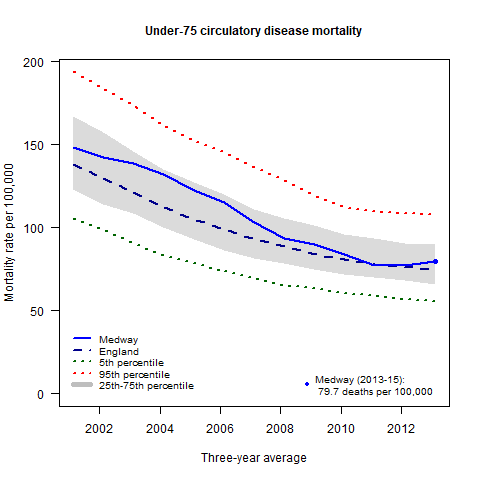 Under-75 circulatory disease mortality
Mortality rate per 100,000
200
150
100
50
0
Medway
England
5th percentile
95th percentile
25th-75th percentile
Medway (2013-15):
79.7 deaths per 100,000
2002 2004 2006 2008 2010 2012
Three-year average